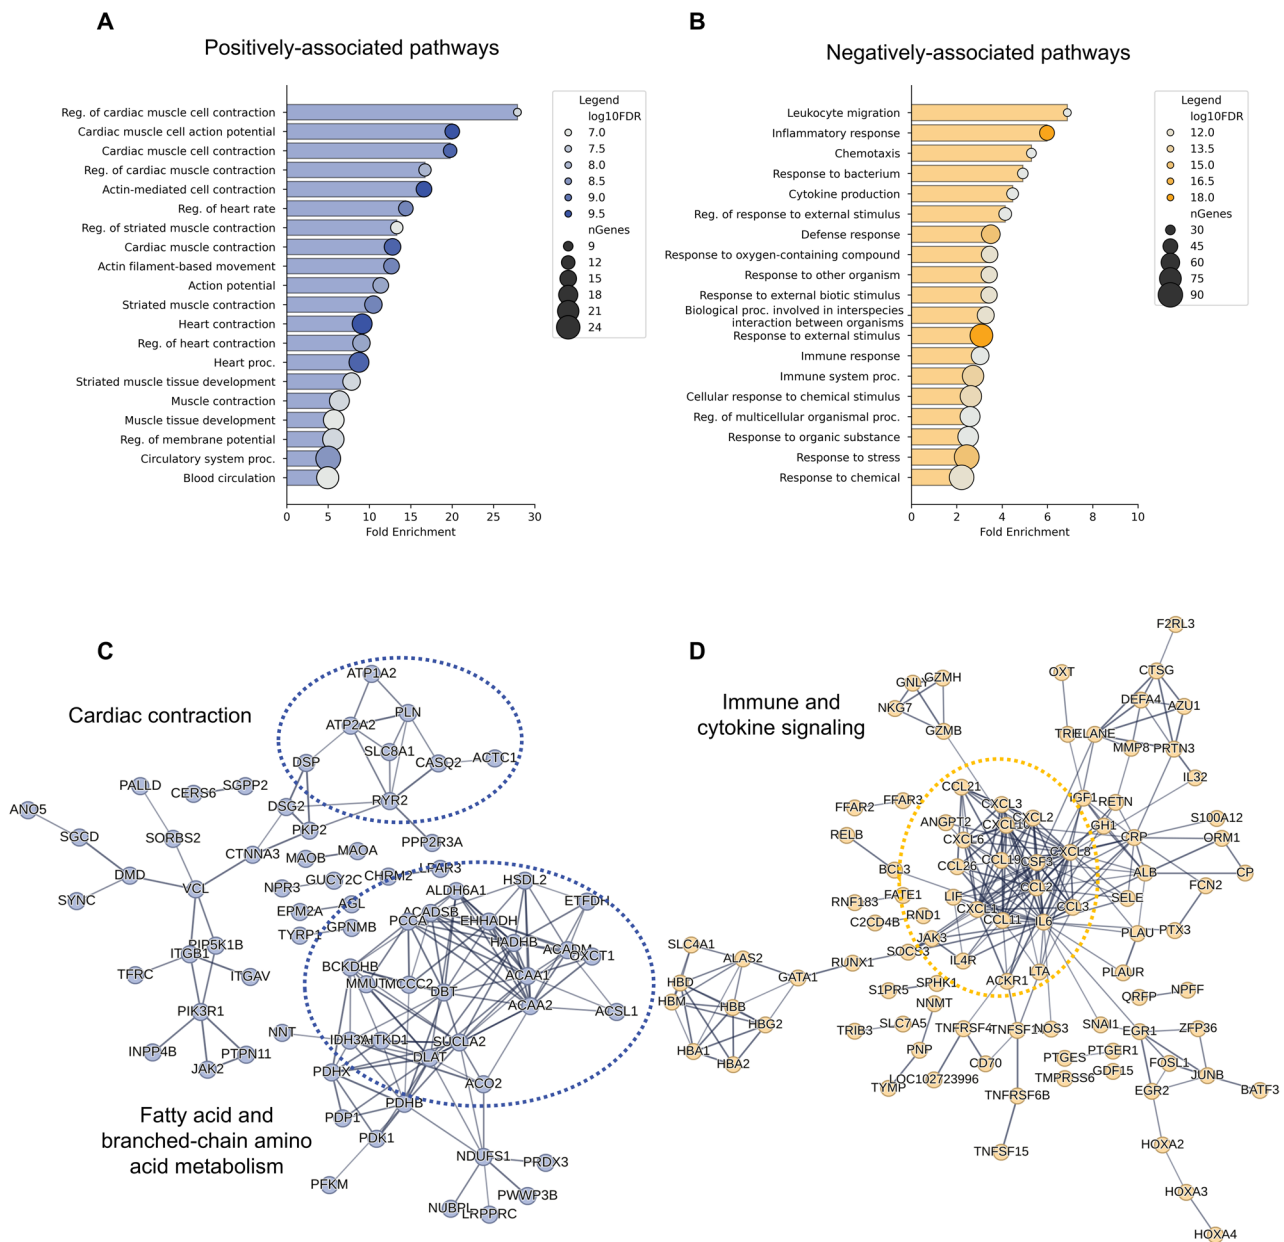 A
Positively-associated pathways
Reg. of cardiac muscle cell contraction
Cardiac muscle cell action potential
Cardiac muscle cell contraction
Reg. of cardiac muscle contraction
Actin-mediated cell contraction
Reg. of heart rate
Reg. of striated muscle contraction
Cardiac muscle contraction
Actin filament-based movement
Action potential
Striated muscle contraction
Heart contraction
Reg. of heart contraction
Heart proc.
Striated muscle tissue development
Muscle contraction
Muscle tissue development
Reg. of membrane potential
Circulatory system proc.
Blood circulation
0 5 10 15 20 25 30
Fold Enrichment
Legend
log10FDR
7.0
7.5
8.0
8.5
9.0
9.5
nGenes
9
12
15
18
21
24
B
Negatively-associated pathways
Leukocyte migration
Inflammatory response
Chemotaxis
Response to bacterium
Cytokine production
Reg. of response to external stimulus
Defense response
Response to oxygen-containing compound
Response to other organism
Response to external biotic stimulus
Biological proc. involved in interspecies
interaction between organisms
Response to external stimulus
Immune response
Immune system proc.
Cellular response to chemical stimulus
Reg. of multicellular organismal proc.
Response to organic substance
Response to stress
Response to chemical
0 2 4 6 8 10
Fold Enrichment
Legend
log10FDR
12.0
13.5
15.0
16.5
18.0
nGenes
30
45
60
75
90
C
Cardiac contraction
ATP1A2
PLN
ATP2A2
SLC8A1
CASQ2
ACTC1
DSP
RYR2
DSG2
PKP2
PPP2R3A
PALLD
CERS6
SGPP2
ANO5
SGCD
SORBS2
CTNNA3
MAOB
MAOA
DMD
VCL
SYNC
NPR3
GUCY2C
CHRM2
LPAR3
EPM2A
AGL
TYRP1
GPNMB
ALDH6A1
HSDL2
ETFDH
PCCA
ACADSB
EHHADH
HADHB
ACADM
OXCT1
BCKDHB
MMUT
MCCC2
DBT
ACAA1
ACAA2
ACSL1
PIP5K1B
ITGB1
TFRC
ITGAV
PIK3R1
INPP4B
PTPN11
JAK2
NNT
SUCLA2
DLAT
PDHX
ACO2
PDHB
PDP1
PDK1
PFKM
NDUFS1
PRDX3
PWWP3B
NUBPL
LRPPRC
Fatty acid and
branched-chain amino
acid metabolism
D
Immune and
cytokine signaling
F2RL3
OXT
CTSG
GNLY
GZMH
NKG7
GZMB
DEFA4
AZU1
ELANE
MMP8
PRTN3
IL32
CCL21
IGF1
RETN
FFAR2
FFAR3
ANGPT2
CXCL3
CXCL2
GH1
CRP
S100A12
ORM1
RELB
CXCL6
CXCL8
BCL3
CCL26
CCL19
CSF3
ALB
CP
FCN2
RNF183
FATE1
LIF
CCL2
CCL3
SELE
C2CD4B
RND1
CXCL1
CCL11
IL6
PLAU
PTX3
JAK3
SOCS3
IL4R
LTA
ACKR1
PLAUR
SLC4A1
ALAS2
RUNX1
GATA1
HBD
HBM
HBB
HBG2
HBA1
HBA2
S1PR5
SPHK1
NNMT
QRFP
NPFF
TRIB3
SLC7A5
TNFRSF4
NOS3
SNAI1
EGR1
ZFP36
PNP
CD70
PTGES
PTGER1
FOSL1
TYMP
LOC102723996
TMPRSS6
GDF15
JUNB
BATF3
EGR2
TNFRSF6B
TNFSF15
HOXA2
HOXA3
HOXA4